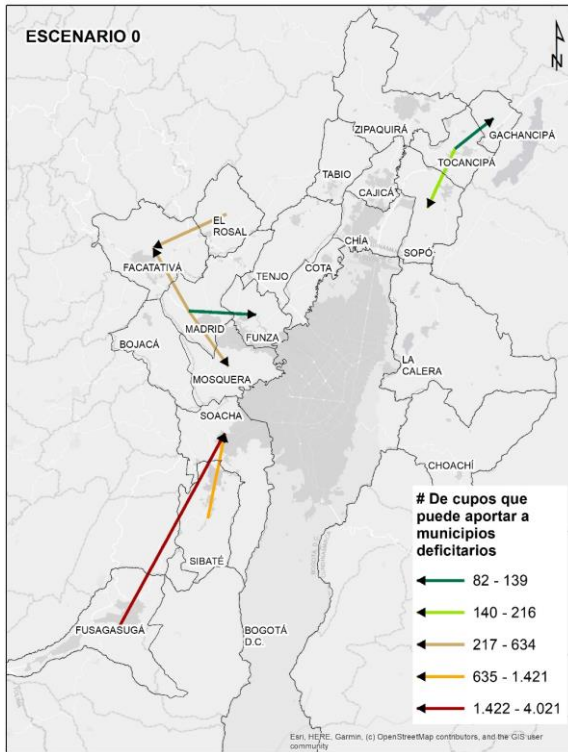 ESCENARIO 0
N
ZIPAQUIRÁ
GACHANCIPÁ
TOCANCIPÁ
TABIO
CAJICÁ
EL
ROSAL
CHÍA
SOPÓ
FACATATIVÁ
TENJO
COTA
MADRID
FUNZA
BOJACÁ
MOSQUERA
LA
CALERA
SOACHA
CHOACHÍ
SIBATÉ
FUSAGASUGÁ
BOGOTÁ
D.C.
# De cupos que
puede aportar a
municipios
deficitarios
82 - 139
140 - 216
217 - 634
635 - 1.421
1.422 - 4.021
Esri, HERE, Garmin, (c) OpenStreetMap contributors, and the GIS user
community